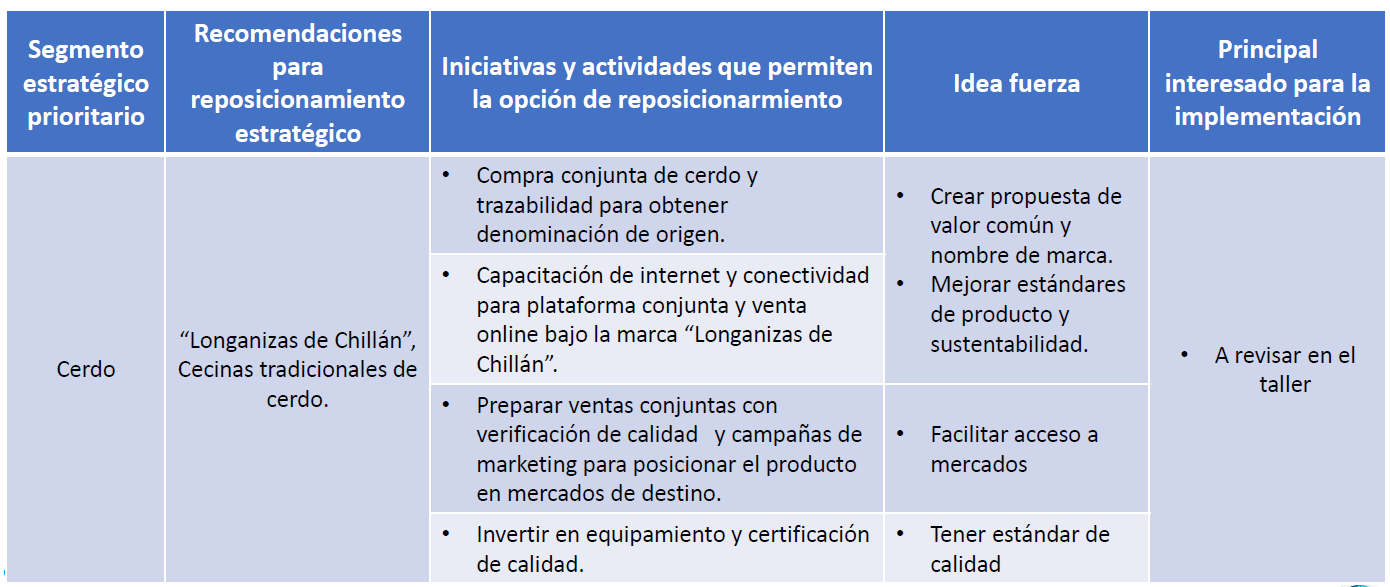 Segmento
estratégico
prioritario
Recomendaciones
para
reposicionamiento
estratégico
Iniciativas y actividades que permiten
la opción de reposicionarmiento
Idea fuerza
Principal
interesado para la
implementación
Cerdo
“Longanizas de Chillán”,
Cecinas tradicionales de
cerdo.
• Compra conjunta de cerdo y
trazabilidad para obtener
denominación de origen.
• Capacitación de internet y conectividad
para plataforma conjunta y venta
online bajo la marca “Longanizas de
Chillán”.
• Preparar ventas conjuntas con
verificación de calidad y campañas de
marketing para posicionar el producto
en mercados de destino.
• Invertir en equipamiento y certificación
de calidad.
• Crear propuesta de
valor común y
nombre de marca.
• Mejorar estándares
de producto y
sustentabilidad.
• Facilitar acceso a
mercados
• Tener estándar de
calidad
• A revisar en el
taller